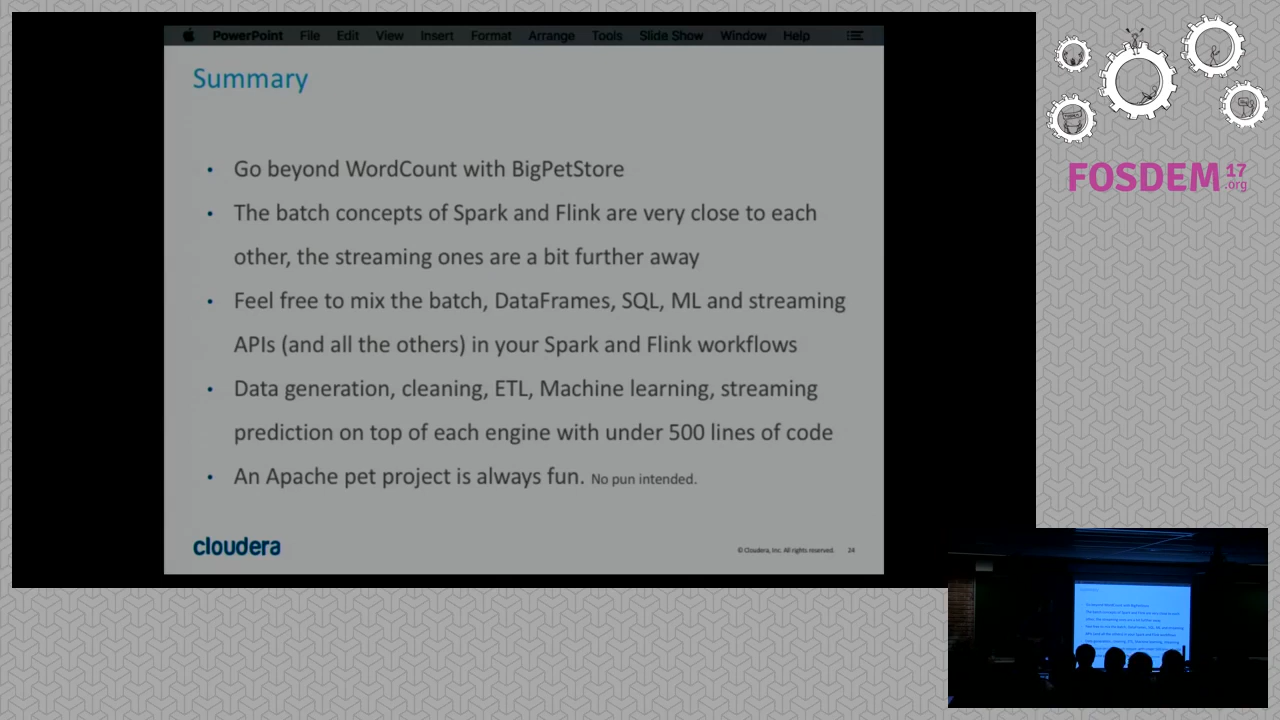 PowerPoint File Edit View Insert Format Arrange Tools Slide Show Window Help
Summary
• Go beyond WordCount with BigPetStore
• The batch concepts of Spark and Flink are very close to each
other, the streaming ones are a bit further away
• Feel free to mix the batch, DataFrames, SQL, ML and streaming
APIs (and all the others) in your Spark and Flink workflows
• Data generation, cleaning, ETL, Machine learning, streaming
prediction on top of each engine with under 500 lines of code
• An Apache pet project is always fun. No pun intended.
cloudera
© Cloudera, Inc. All rights reserved. 24
FOSDEM 17
.org